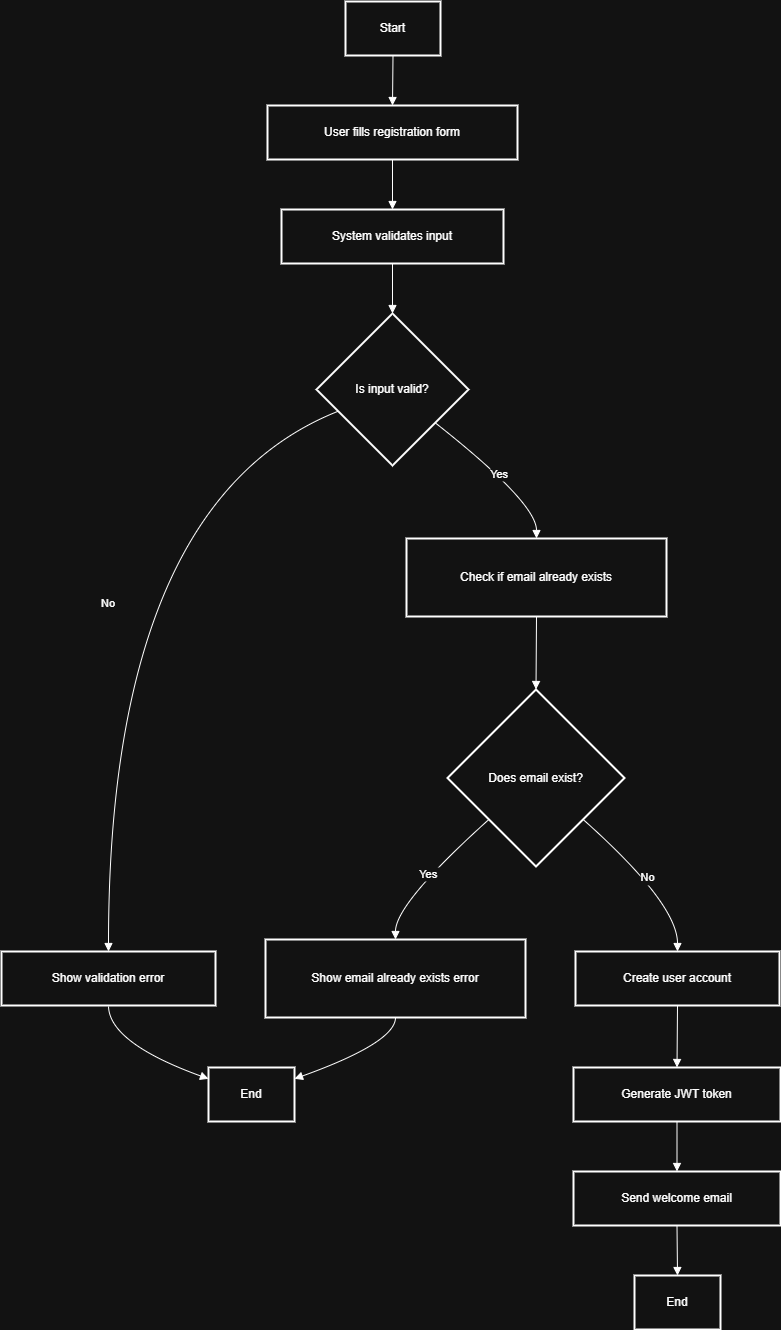 Start
User fills registration form
System validates input
Is input valid?
Yes
Check if email already exists
No
Does email exist?
Yes
No
Show validation error
Show email already exists error
Create user account
End
Generate JWT token
Send welcome email
End